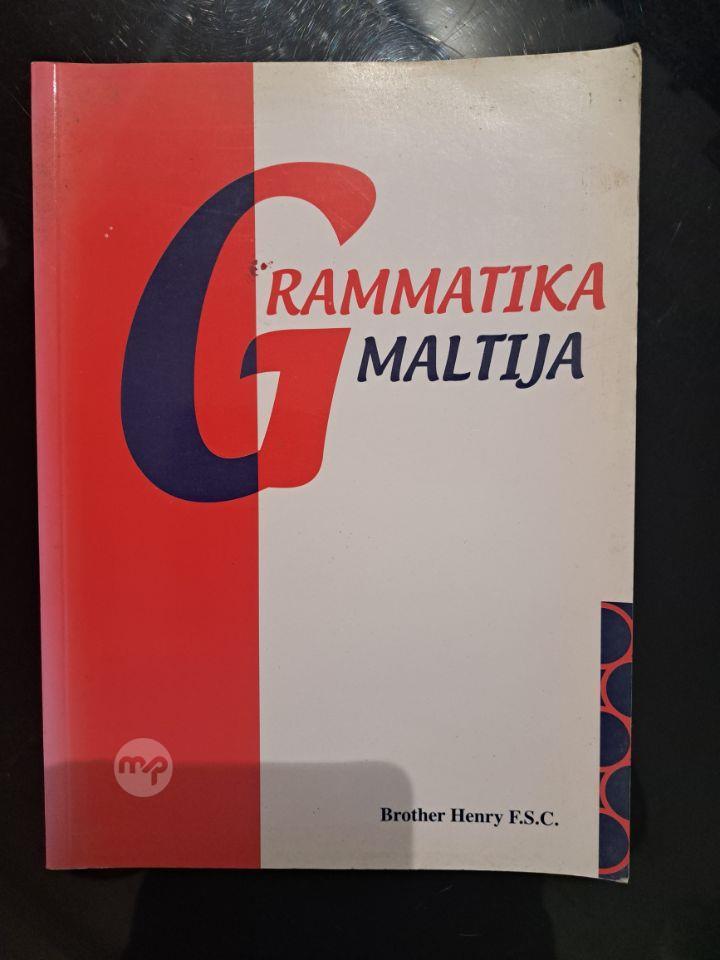 GRAMMATIKA
MALTIJA
mp
Brother Henry F.S.C.